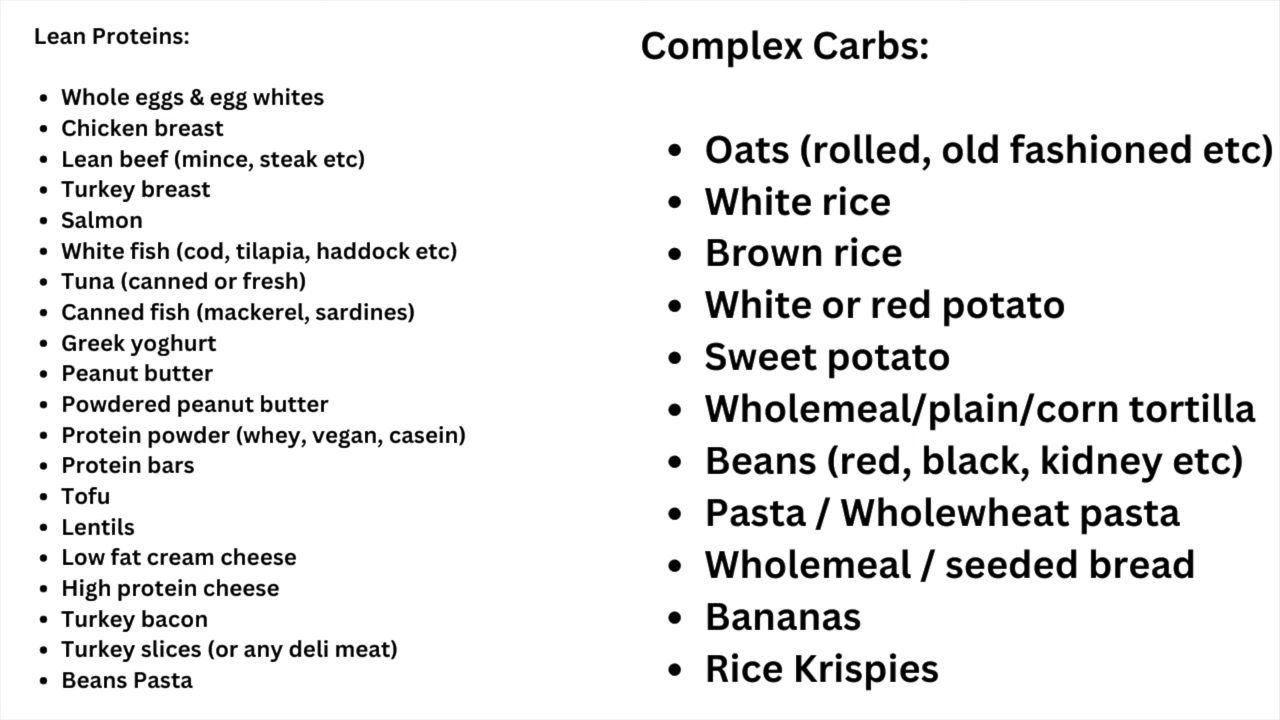 Lean Proteins:
• Whole eggs & egg whites
• Chicken breast
• Lean beef (mince, steak etc)
• Turkey breast
• Salmon
• White fish (cod, tilapia, haddock etc)
• Tuna (canned or fresh)
• Canned fish (mackerel, sardines)
• Greek yoghurt
• Peanut butter
• Powdered peanut butter
• Protein powder (whey, vegan, casein)
• Protein bars
• Tofu
• Lentils
• Low fat cream cheese
• High protein cheese
• Turkey bacon
• Turkey slices (or any deli meat)
• Beans Pasta
Complex Carbs:
• Oats (rolled, old fashioned etc)
• White rice
• Brown rice
• White or red potato
• Sweet potato
• Wholemeal/plain/corn tortilla
• Beans (red, black, kidney etc)
• Pasta / Wholewheat pasta
• Wholemeal / seeded bread
• Bananas
• Rice Krispies